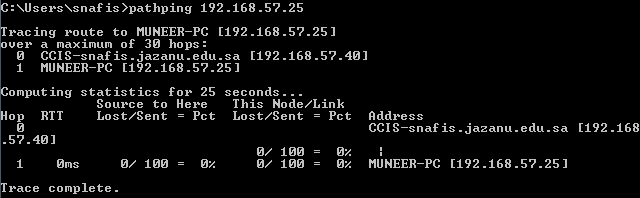 C:\Users\snafis>pathping 192.168.57.25
Tracing route to MUNEER-PC [192.168.57.25]
over a maximum of 30 hops:
  0  CCIS-snafis.jazanu.edu.sa [192.168.57.40]
  1  MUNEER-PC [192.168.57.25]
Computing statistics for 25 seconds...
            Source to Here   This Node/Link
Hop  RTT    Lost/Sent = Pct  Lost/Sent = Pct  Address
  0                                           CCIS-snafis.jazanu.edu.sa [192.168
.57.40]
                                0/ 100 =  0%   |
  1    0ms     0/ 100 =  0%     0/ 100 =  0%  MUNEER-PC [192.168.57.25]
Trace complete.